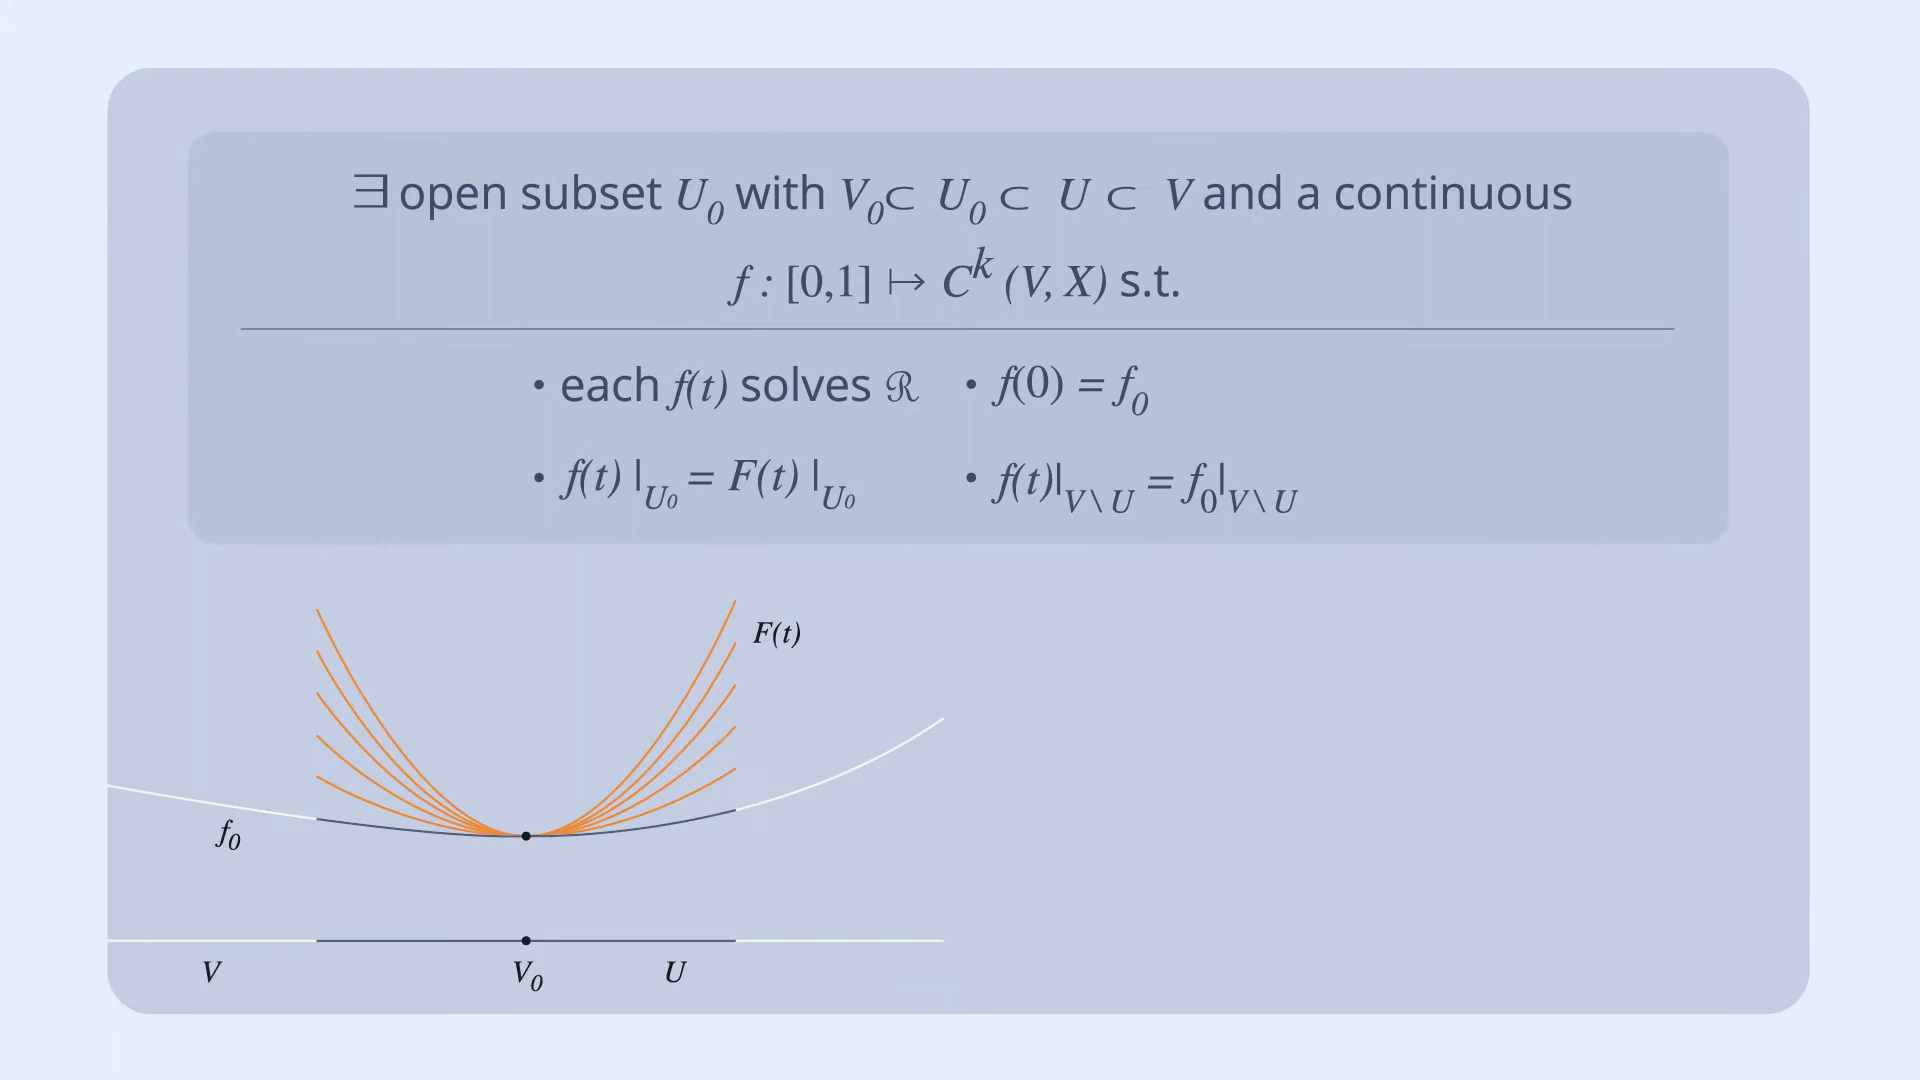 ∃ open subset U₀ with V₀ ⊂ U₀ ⊂ U ⊂ V and a continuous
f : [0,1] ↦ Cᵏ (V, X) s.t.
• each f(t) solves ℛ • f(0) = f₀
• f(t) |_U₀ = F(t) |_U₀ • f(t)|_V\U = f₀|_V\U
F(t)
f₀
V V₀ U